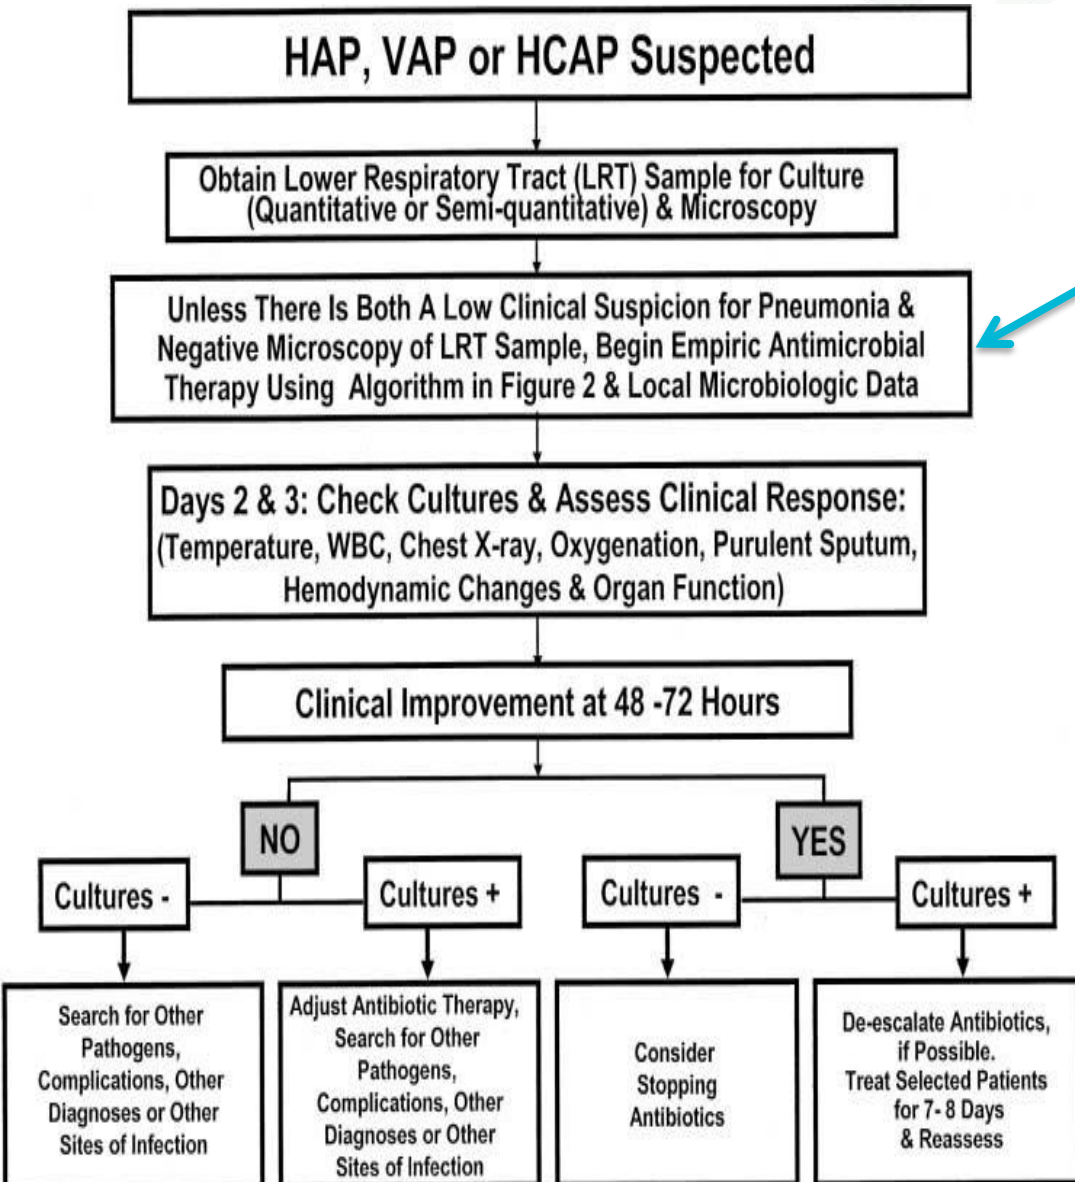 HAP, VAP or HCAP Suspected
Obtain Lower Respiratory Tract (LRT) Sample for Culture
(Quantitative or Semi-quantitative) & Microscopy
Unless There Is Both A Low Clinical Suspicion for Pneumonia &
Negative Microscopy of LRT Sample, Begin Empiric Antimicrobial
Therapy Using Algorithm in Figure 2 & Local Microbiologic Data
Days 2 & 3: Check Cultures & Assess Clinical Response:
(Temperature, WBC, Chest X-ray, Oxygenation, Purulent Sputum,
Hemodynamic Changes & Organ Function)
Clinical Improvement at 48 -72 Hours
NO
YES
Cultures -
Cultures +
Cultures -
Cultures +
Search for Other
Pathogens,
Complications, Other
Diagnoses or Other
Sites of Infection
Adjust Antibiotic Therapy,
Search for Other
Pathogens,
Complications, Other
Diagnoses or Other
Sites of Infection
Consider
Stopping
Antibiotics
De-escalate Antibiotics,
if Possible.
Treat Selected Patients
for 7- 8 Days
& Reassess